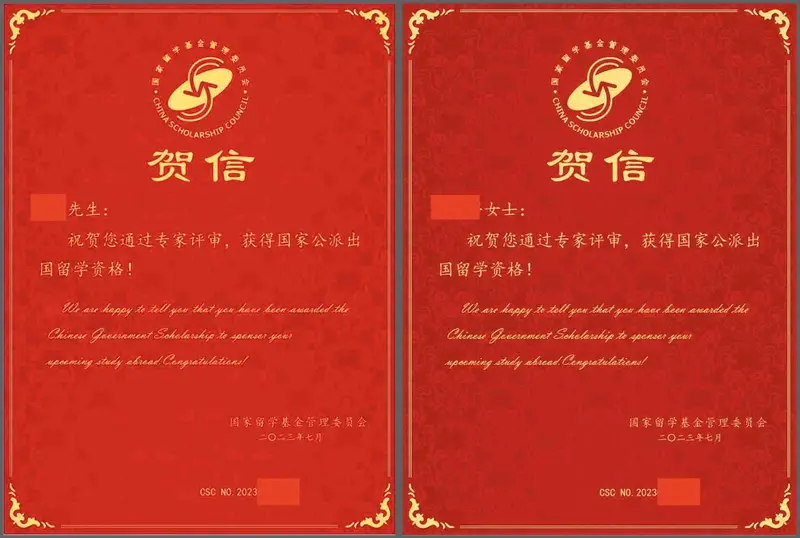 国家留学基金管理委员会
CHINA SCHOLARSHIP COUNCIL
贺信
先生：
祝贺您通过专家评审，获得国家公派出
国留学资格！
We are happy to tell you that you have been awarded the
Chinese Government Scholarship to sponsor your
upcoming study abroad.Congratulations!
国家留学基金管理委员会
二〇二三年七月
CSC NO.2023
国家留学基金管理委员会
CHINA SCHOLARSHIP COUNCIL
贺信
女士：
祝贺您通过专家评审，获得国家公派出
国留学资格！
We are happy to tell you that you have been awarded the
Chinese Government Scholarship to sponsor your
upcoming study abroad.Congratulations!
国家留学基金管理委员会
二〇二三年七月
CSC NO.2023